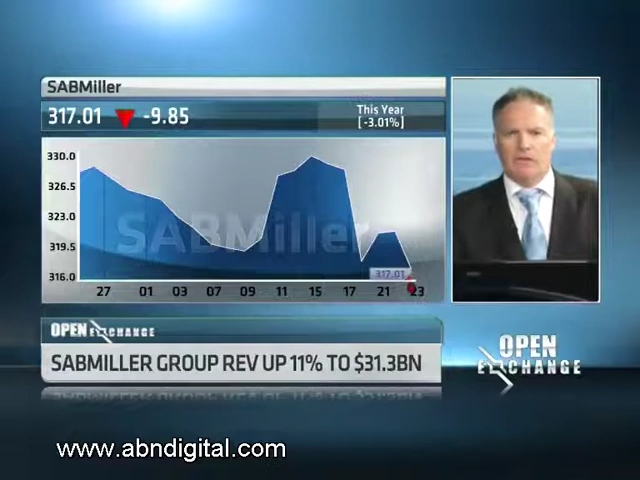 SABMiller
317.01 -9.85
This Year
[-3.01%]
330.0
326.5
323.0
319.5
316.0
SABMiller
317.01
27 01 03 07 09 11 15 17 21 23
OPEN EXCHANGE
SABMILLER GROUP REV UP 11% TO $31.3BN
OPEN
EXCHANGE
www.abndigital.com